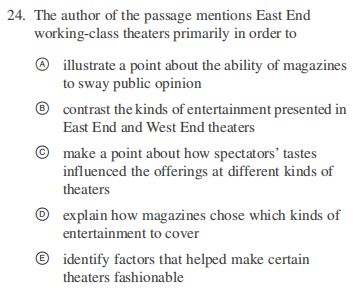 24. The author of the passage mentions East End
working-class theaters primarily in order to
Ⓐ illustrate a point about the ability of magazines
to sway public opinion
Ⓑ contrast the kinds of entertainment presented in
East End and West End theaters
Ⓒ make a point about how spectators' tastes
influenced the offerings at different kinds of
theaters
Ⓓ explain how magazines chose which kinds of
entertainment to cover
Ⓔ identify factors that helped make certain
theaters fashionable